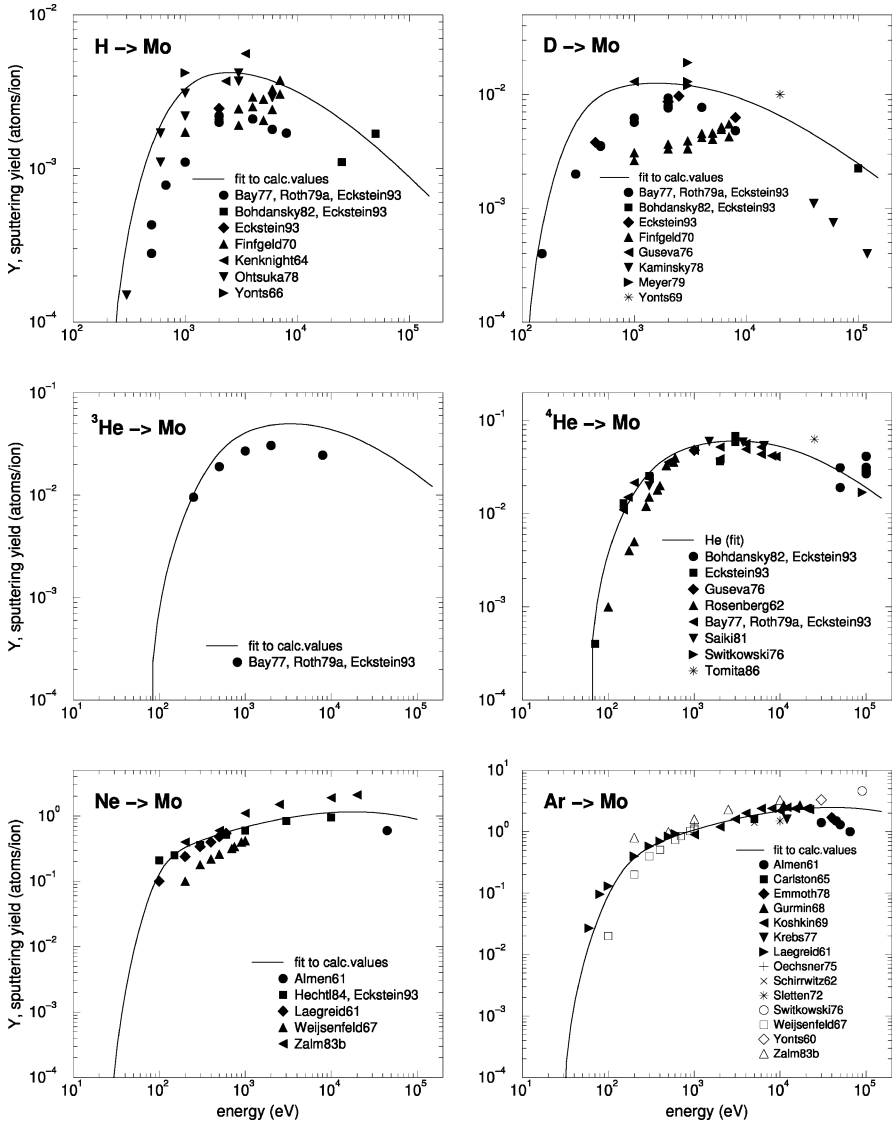 H –> Mo
Y, sputtering yield (atoms/ion)
10⁻²
10⁻³
10⁻⁴
10²
10³
10⁴
10⁵
fit to calc.values
Bay77, Roth79a, Eckstein93
Bohdansky82, Eckstein93
Eckstein93
Finfgeld70
Kenknight64
Ohtsuka78
Yonts66
D –> Mo
10⁻²
10⁻³
10⁻⁴
10²
10³
10⁴
10⁵
fit to calc.values
Bay77, Roth79a, Eckstein93
Bohdansky82, Eckstein93
Eckstein93
Finfgeld70
Guseva76
Kaminsky78
Meyer79
Yonts69
³He –> Mo
Y, sputtering yield (atoms/ion)
10⁻¹
10⁻²
10⁻³
10⁻⁴
10¹
10²
10³
10⁴
10⁵
fit to calc.values
Bay77, Roth79a, Eckstein93
⁴He –> Mo
10⁻¹
10⁻²
10⁻³
10⁻⁴
10¹
10²
10³
10⁴
10⁵
He (fit)
Bohdansky82, Eckstein93
Eckstein93
Guseva76
Rosenberg62
Bay77, Roth79a, Eckstein93
Saiki81
Switkowski76
Tomita86
Ne –> Mo
Y, sputtering yield (atoms/ion)
10⁰
10⁻¹
10⁻²
10⁻³
10⁻⁴
10¹
10²
10³
10⁴
10⁵
energy (eV)
fit to calc.values
Almen61
Hechtl84, Eckstein93
Laegreid61
Weijsenfeld67
Zalm83b
Ar –> Mo
10¹
10⁰
10⁻¹
10⁻²
10⁻³
10⁻⁴
10¹
10²
10³
10⁴
10⁵
energy (eV)
fit to calc.values
Almen61
Carlston65
Emmoth78
Gurmin68
Koshkin69
Krebs77
Laegreid61
Oechsner75
Schirrwitz62
Sletten72
Switkowski76
Weijsenfeld67
Yonts60
Zalm83b